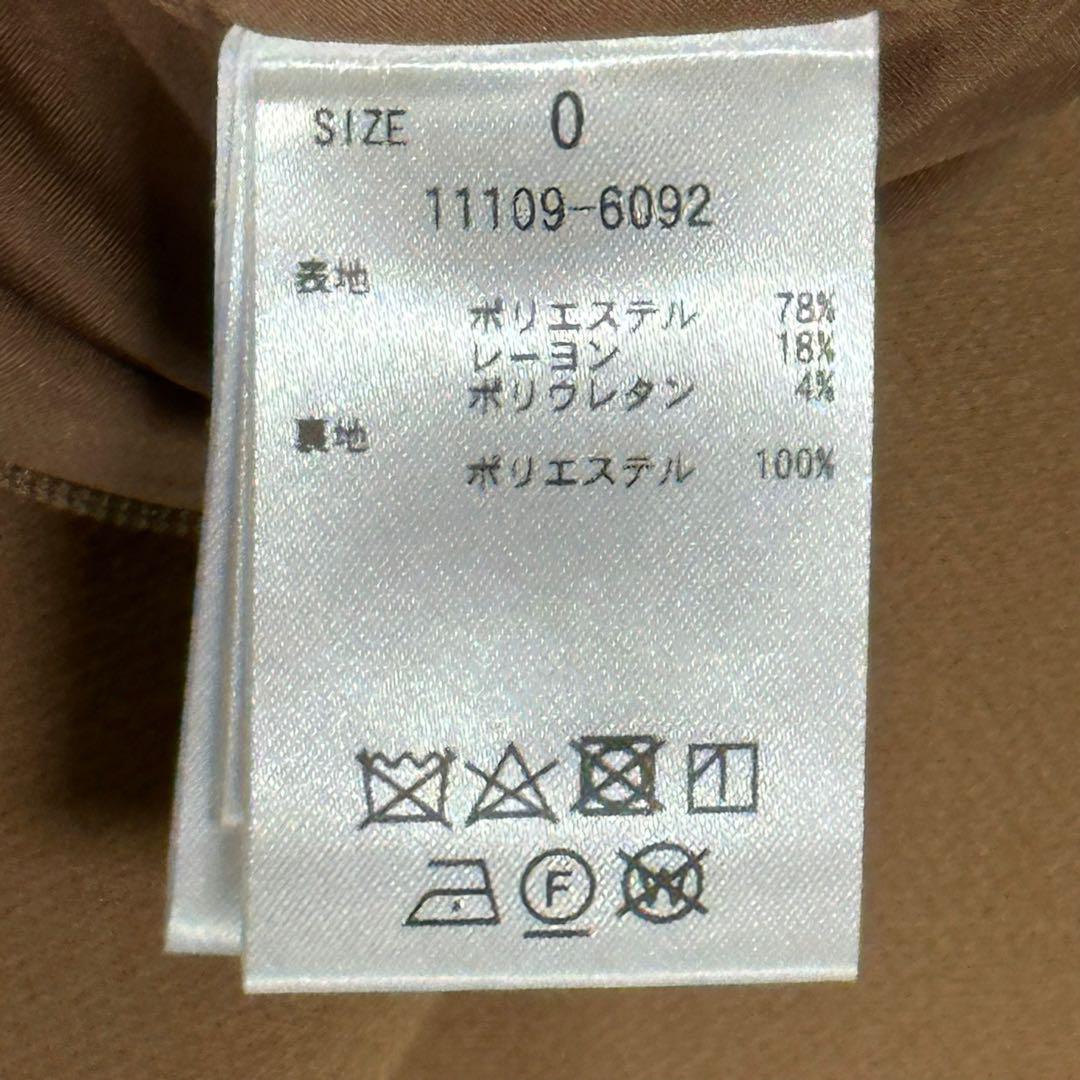 SIZE 0
11109-6092
表地
ポリエステル 78%
レーヨン 18%
ポリウレタン 4%
裏地
ポリエステル 100%
F W